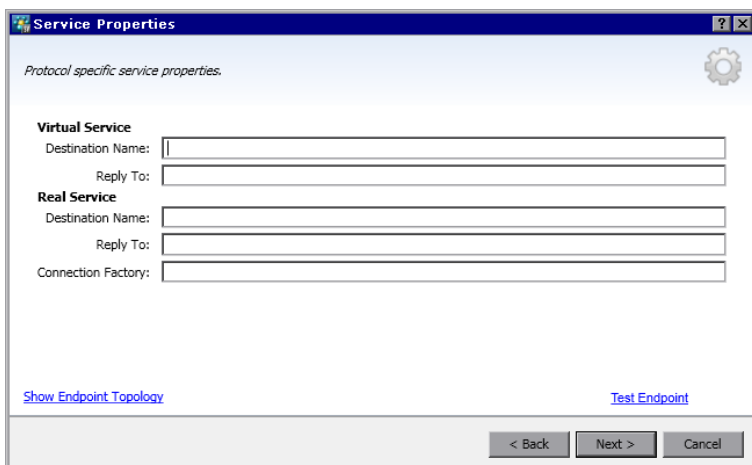 Service Properties
Protocol specific service properties.
Virtual Service
Destination Name:
Reply To:
Real Service
Destination Name:
Reply To:
Connection Factory:
Show Endpoint Topology
Test Endpoint
< Back
Next >
Cancel